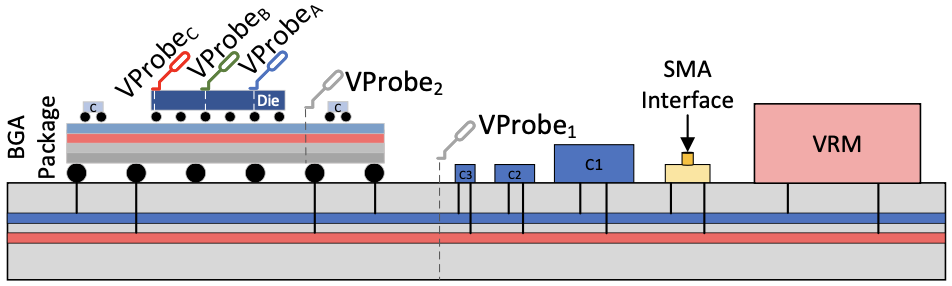 VProbeC
VProbeB
VProbeA
C
Die
C
VProbe2
BGA
Package
VProbe1
C3
C2
C1
SMA
Interface
VRM